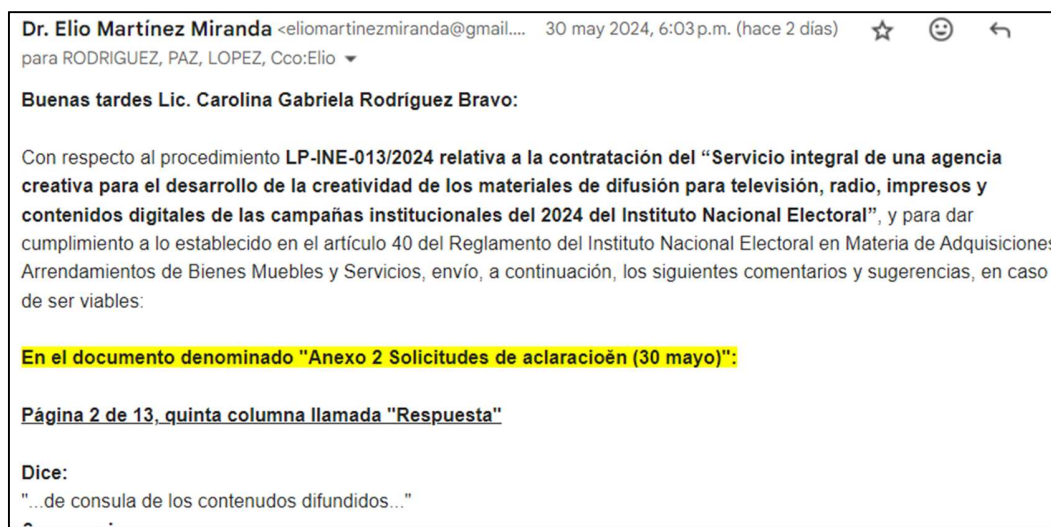 Dr. Elio Martínez Miranda <eliomartinezmiranda@gmail.... 30 may 2024, 6:03 p.m. (hace 2 días)
para RODRIGUEZ, PAZ, LOPEZ, Cco:Elio
Buenas tardes Lic. Carolina Gabriela Rodríguez Bravo:
Con respecto al procedimiento LP-INE-013/2024 relativa a la contratación del “Servicio integral de una agencia
creativa para el desarrollo de la creatividad de los materiales de difusión para televisión, radio, impresos y
contenidos digitales de las campañas institucionales del 2024 del Instituto Nacional Electoral”, y para dar
cumplimiento a lo establecido en el artículo 40 del Reglamento del Instituto Nacional Electoral en Materia de Adquisiciones
Arrendamientos de Bienes Muebles y Servicios, envío, a continuación, los siguientes comentarios y sugerencias, en caso
de ser viables:
En el documento denominado "Anexo 2 Solicitudes de aclaracioěn (30 mayo)":
Página 2 de 13, quinta columna llamada "Respuesta"
Dice:
"...de consula de los contenudos difundidos..."